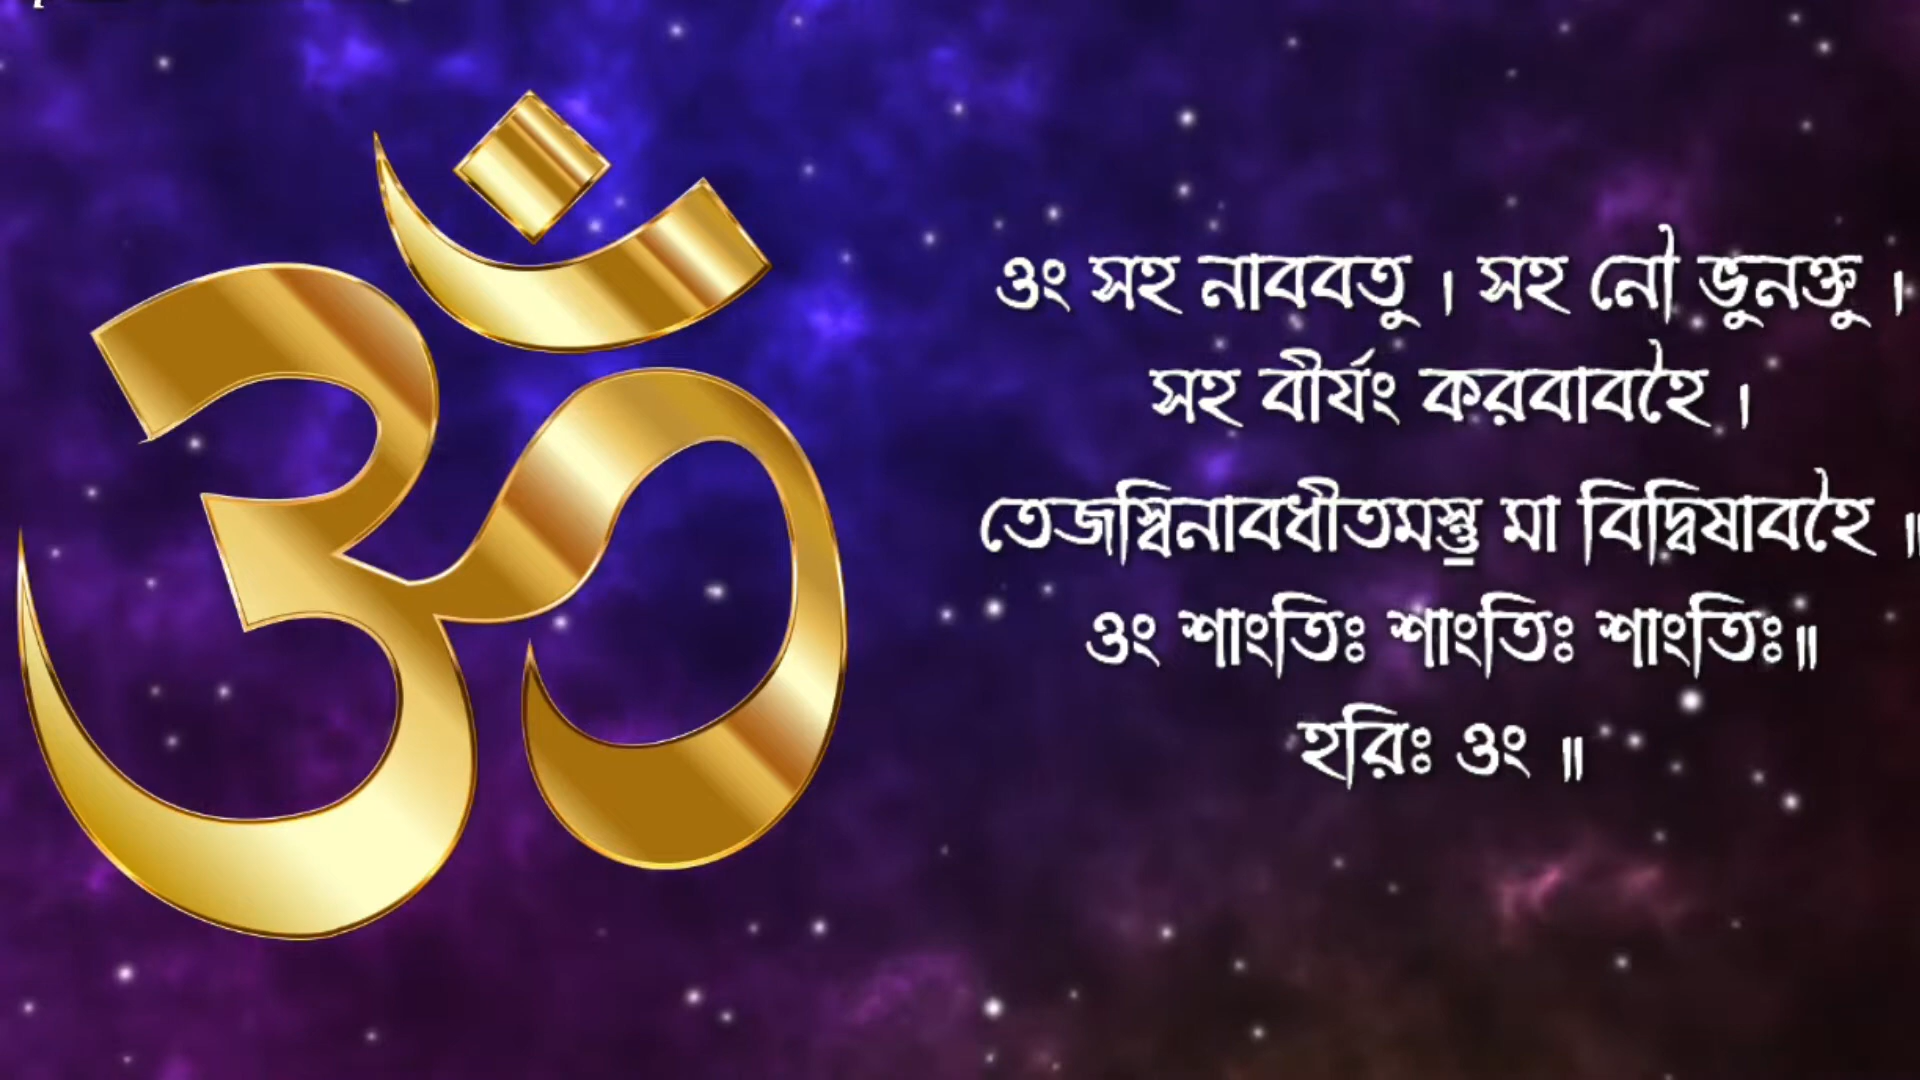 ওং সহ নাববতু । সহ নৌ ভুনক্তু ।
সহ বীর্যং করবাবহৈ ।
তেজস্বিনাবধীতমস্তু॒ মা বিদ্বিষাবহৈ ॥
ওং শাংতিঃ শাংতিঃ শাংতিঃ॥
হরিঃ ওং ॥